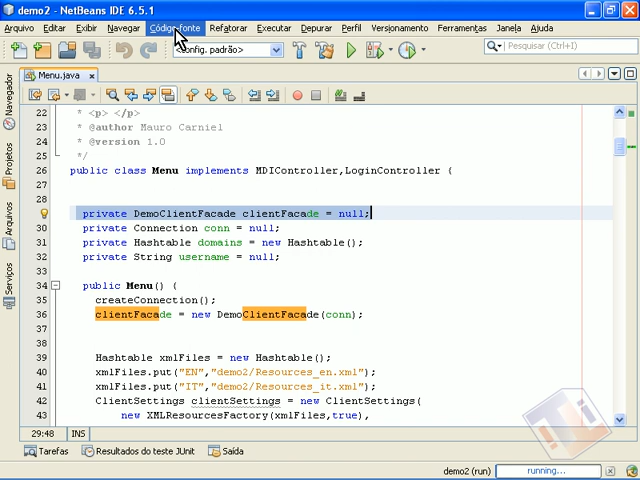 demo2 - NetBeans IDE 6.5.1
Arquivo Editar Exibir Navegar Código-fonte Refatorar Executar Depurar Perfil Versionamento Ferramentas Janela Ajuda
<config. padrão> Pesquisar (Ctrl+I)
Menu.java
Navegador
Projetos
Arquivos
Serviços
22 * <p> </p>
23 * @author Mauro Carniel
24 * @version 1.0
25 */
26 public class Menu implements MDIController,LoginController {
27
28
private DemoClientFacade clientFacade = null;
30 private Connection conn = null;
31 private Hashtable domains = new Hashtable();
32 private String username = null;
33
34 public Menu() {
35 createConnection();
36 clientFacade = new DemoClientFacade(conn);
37
38
39 Hashtable xmlFiles = new Hashtable();
40 xmlFiles.put("EN","demo2/Resources_en.xml");
41 xmlFiles.put("IT","demo2/Resources_it.xml");
42 ClientSettings clientSettings = new ClientSettings(
43 new XMLResourcesFactory(xmlFiles,true),
29:48 INS
Tarefas Resultados do teste JUnit Saída
demo2 (run) running...